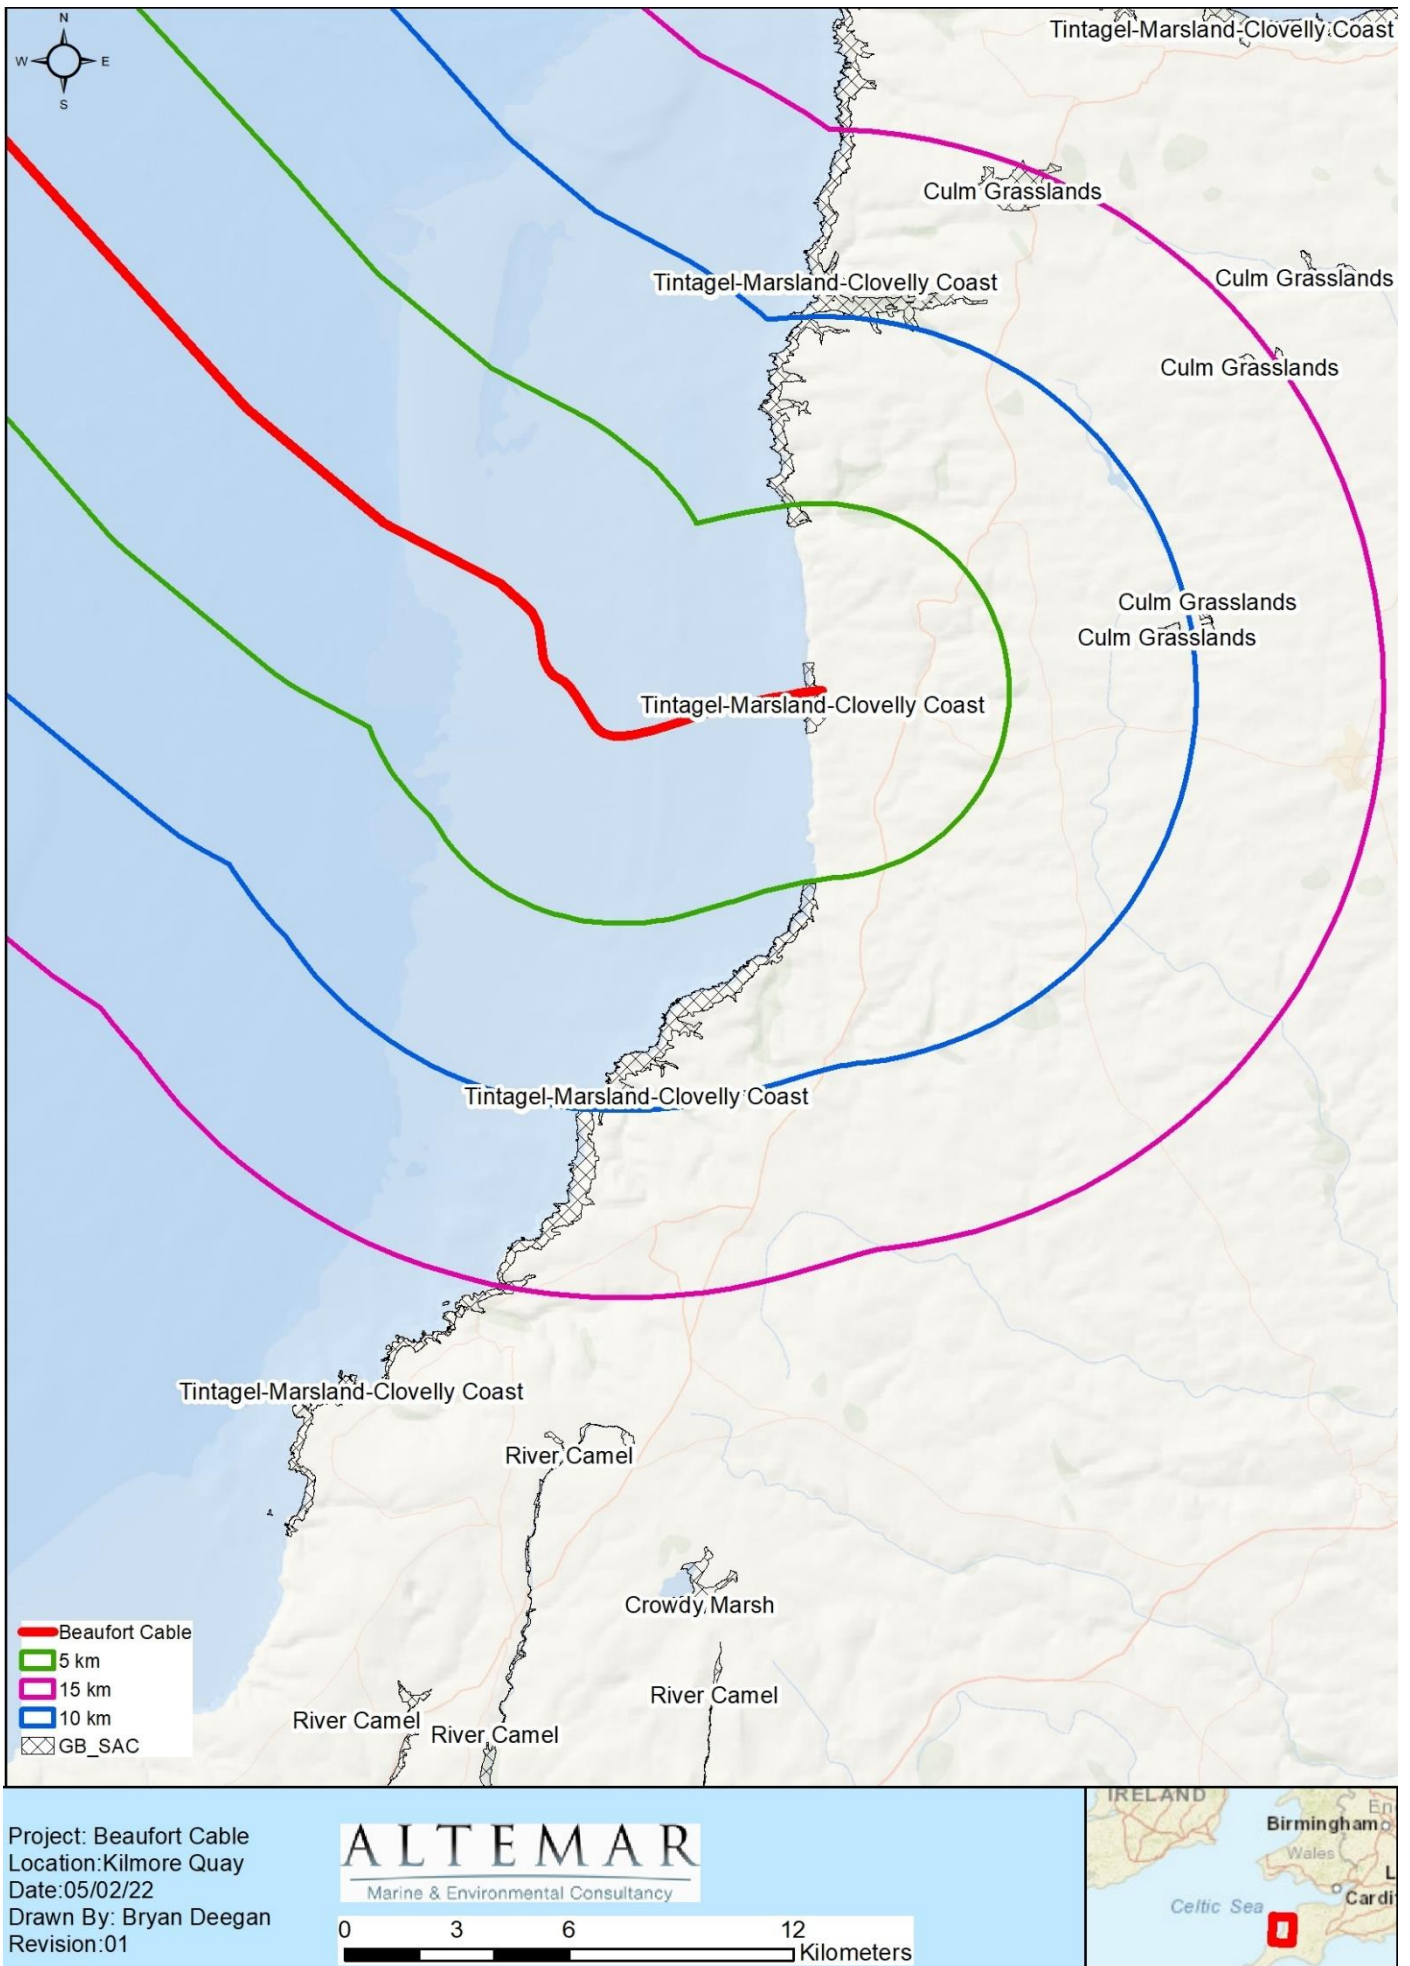 N
W
E
S
Tintagel-Marsland-Clovelly Coast
Culm Grasslands
Tintagel-Marsland-Clovelly Coast
Culm Grasslands
Culm Grasslands
Culm Grasslands
Culm Grasslands
Tintagel-Marsland-Clovelly Coast
Tintagel-Marsland-Clovelly Coast
Tintagel-Marsland-Clovelly Coast
River Camel
Crowdy Marsh
River Camel
River Camel
River Camel
Beaufort Cable
5 km
15 km
10 km
GB_SAC
Project: Beaufort Cable
Location:Kilmore Quay
Date:05/02/22
Drawn By: Bryan Deegan
Revision:01
ALTEMAR
Marine & Environmental Consultancy
0 3 6 12
Kilometers
IRELAND
En
Birmingham
Wales
L
Cardi
Celtic Sea